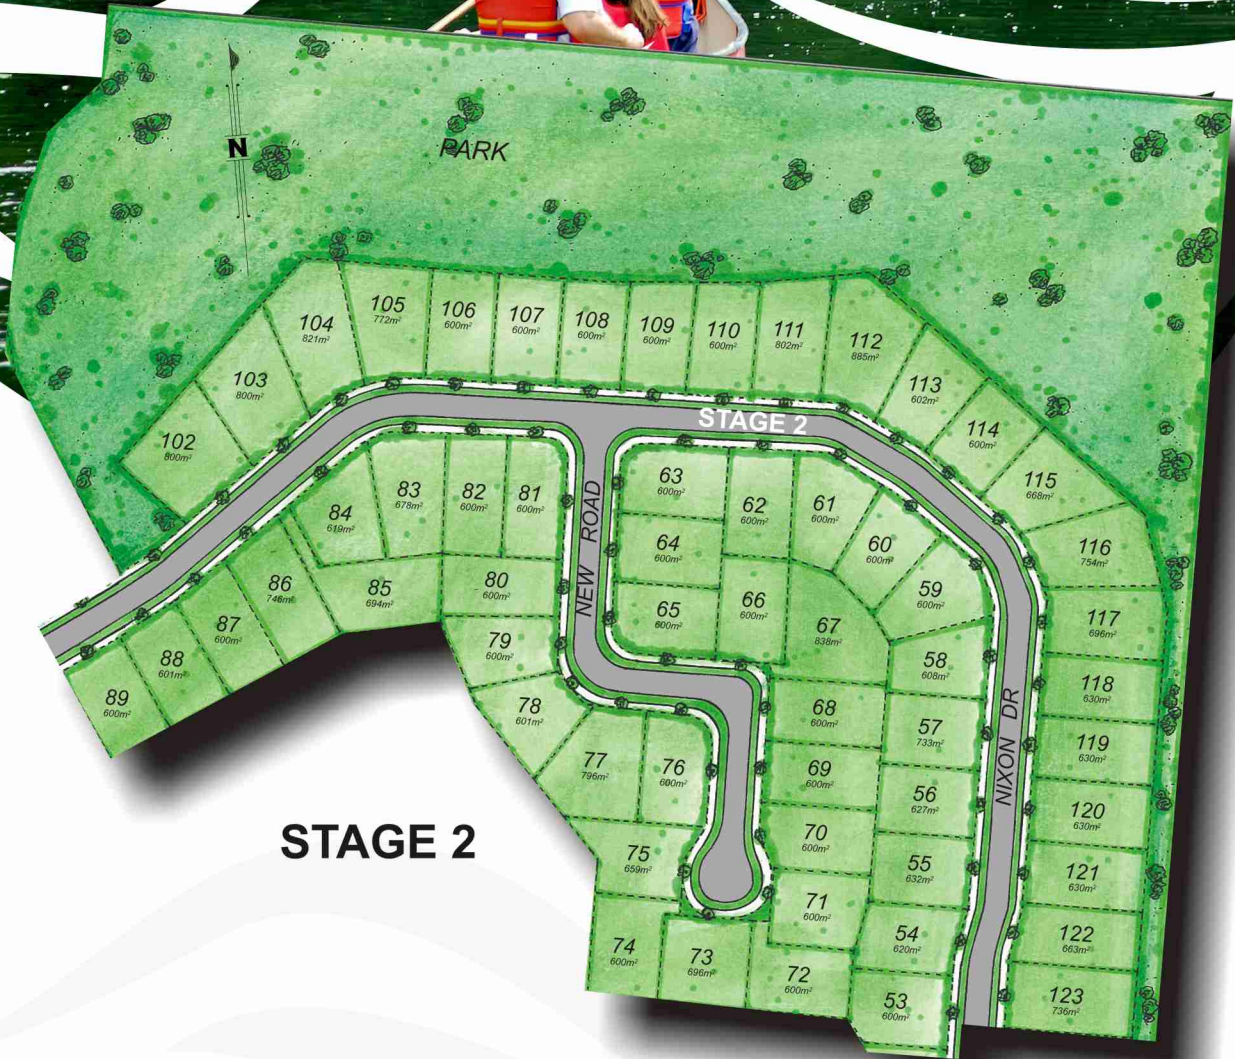 N
PARK
105
772m²
106
600m²
107
600m²
108
600m²
109
600m²
110
600m²
111
802m²
112
885m²
104
821m²
103
800m²
102
800m²
113
602m²
114
600m²
115
668m²
116
754m²
117
696m²
118
630m²
119
630m²
120
630m²
121
630m²
122
663m²
123
736m²
STAGE 2
NEW ROAD
NIXON DR
81
600m²
82
600m²
83
678m²
84
619m²
85
694m²
86
746m²
87
600m²
88
601m²
89
600m²
80
600m²
79
600m²
78
601m²
77
796m²
76
600m²
75
659m²
74
600m²
73
696m²
72
600m²
71
600m²
70
600m²
69
600m²
68
600m²
67
838m²
66
600m²
65
600m²
64
600m²
63
600m²
62
600m²
61
600m²
60
600m²
59
600m²
58
608m²
57
733m²
56
627m²
55
632m²
54
620m²
53
600m²
STAGE 2